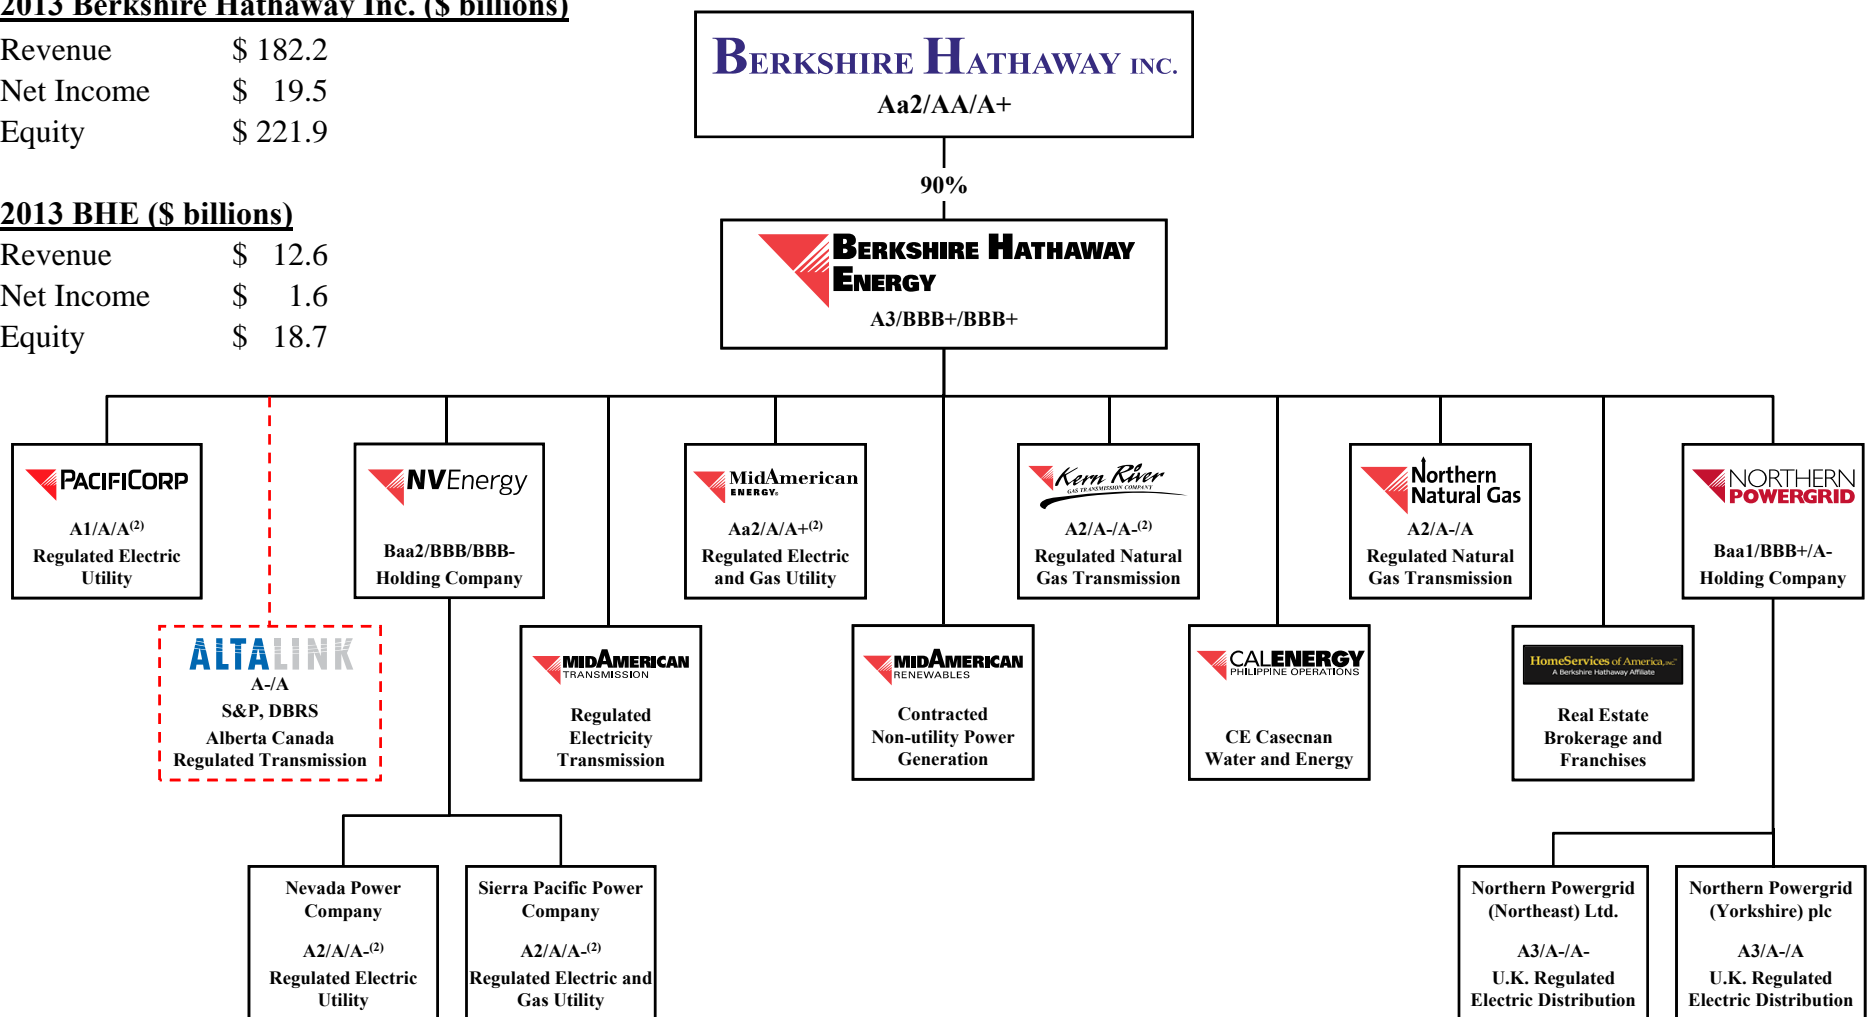 2013 Berkshire Hathaway Inc. ($ billions)
Revenue $ 182.2
Net Income $ 19.5
Equity $ 221.9
2013 BHE ($ billions)
Revenue $ 12.6
Net Income $ 1.6
Equity $ 18.7
BERKSHIRE HATHAWAY INC.
Aa2/AA/A+
90%
BERKSHIRE HATHAWAY
ENERGY
A3/BBB+/BBB+
PACIFICORP
A1/A/A(2)
Regulated Electric
Utility
NVEnergy
Baa2/BBB/BBB-
Holding Company
MidAmerican
ENERGY®
Aa2/A/A+(2)
Regulated Electric
and Gas Utility
Kern River
GAS TRANSMISSION COMPANY
A2/A-/A-(2)
Regulated Natural
Gas Transmission
Northern
Natural Gas
A2/A-/A
Regulated Natural
Gas Transmission
NORTHERN
POWERGRID
Baa1/BBB+/A-
Holding Company
ALTALINK
A-/A
S&P, DBRS
Alberta Canada
Regulated Transmission
MIDAMERICAN
TRANSMISSION
Regulated
Electricity
Transmission
MIDAMERICAN
RENEWABLES
Contracted
Non-utility Power
Generation
CALENERGY
PHILIPPINE OPERATIONS
CE Casecnan
Water and Energy
HomeServices of America, INC.™
A Berkshire Hathaway Affiliate
Real Estate
Brokerage and
Franchises
Nevada Power
Company
A2/A/A-(2)
Regulated Electric
Utility
Sierra Pacific Power
Company
A2/A/A-(2)
Regulated Electric and
Gas Utility
Northern Powergrid
(Northeast) Ltd.
A3/A-/A-
U.K. Regulated
Electric Distribution
Northern Powergrid
(Yorkshire) plc
A3/A-/A
U.K. Regulated
Electric Distribution